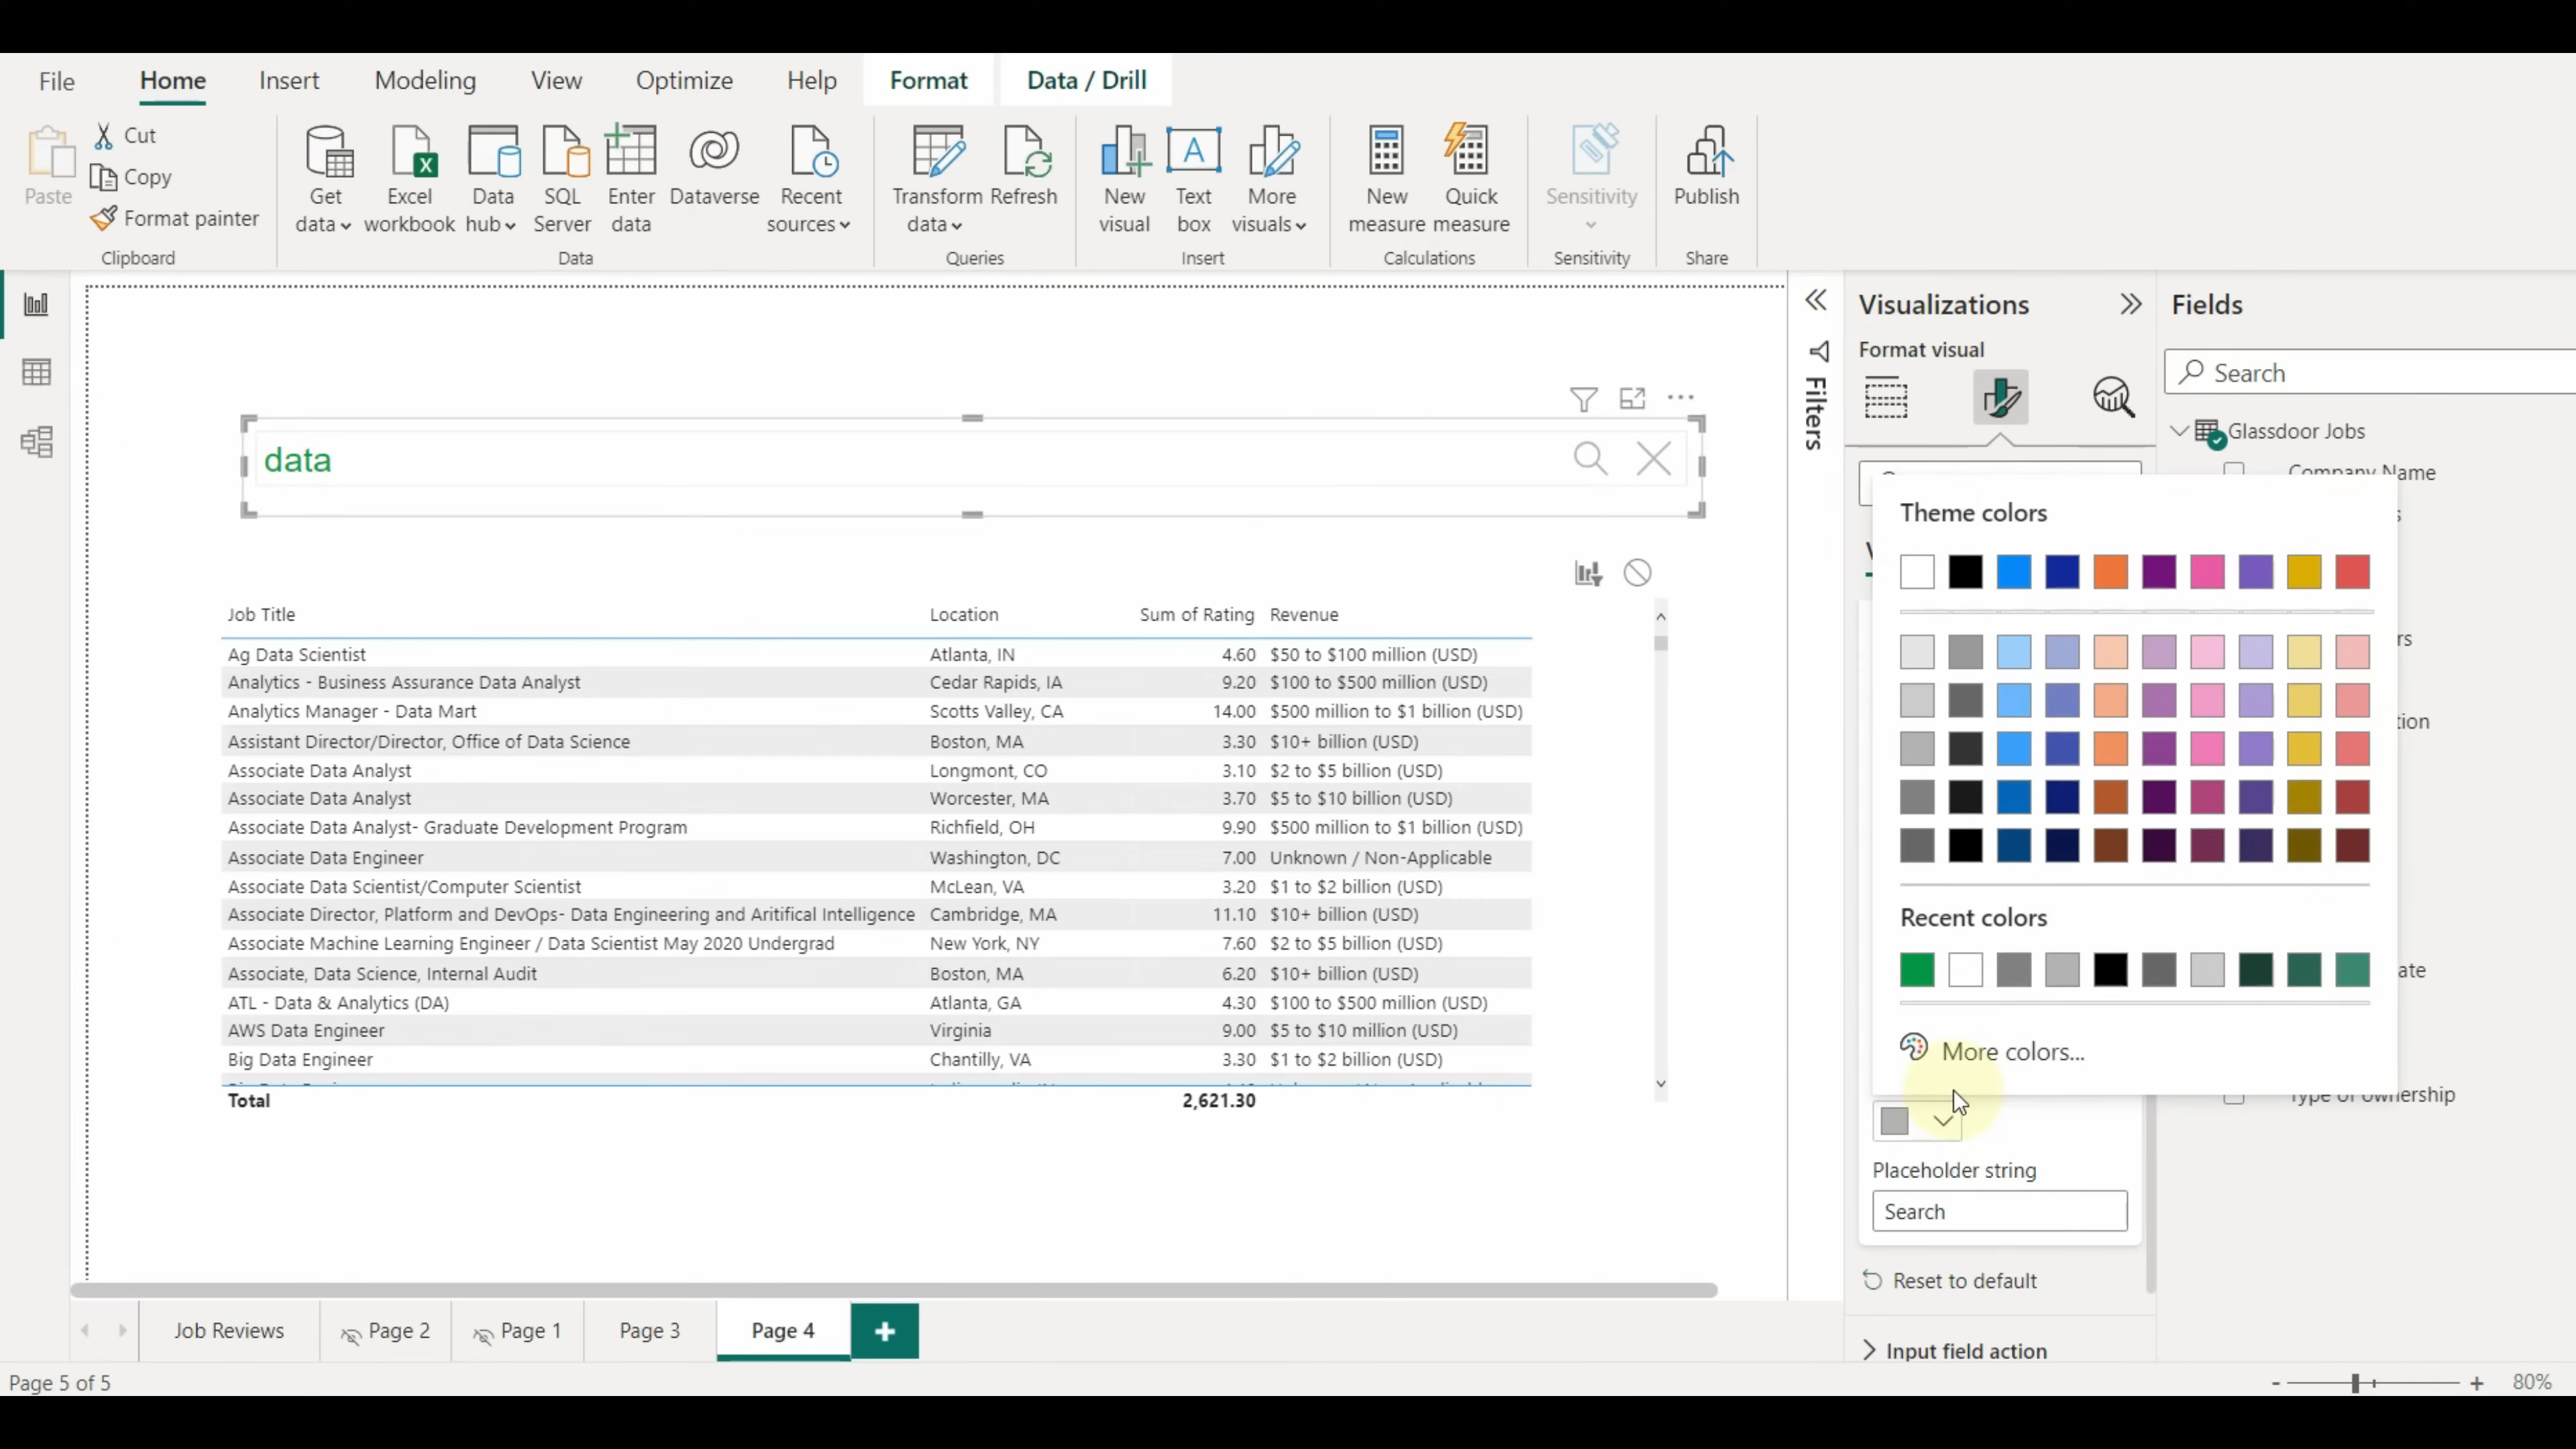 File Home Insert Modeling View Optimize Help Format Data / Drill
Paste Cut Copy Format painter
Clipboard
Get data Excel workbook Data hub SQL Server Enter data Dataverse Recent sources
Data
Transform data Refresh
Queries
New visual A Text box More visuals
Insert
New measure Quick measure
Calculations
Sensitivity
Sensitivity
Publish
Share
data
Job Title Location Sum of Rating Revenue
Ag Data Scientist Atlanta, IN 4.60 $50 to $100 million (USD)
Analytics - Business Assurance Data Analyst Cedar Rapids, IA 9.20 $100 to $500 million (USD)
Analytics Manager - Data Mart Scotts Valley, CA 14.00 $500 million to $1 billion (USD)
Assistant Director/Director, Office of Data Science Boston, MA 3.30 $10+ billion (USD)
Associate Data Analyst Longmont, CO 3.10 $2 to $5 billion (USD)
Associate Data Analyst Worcester, MA 3.70 $5 to $10 billion (USD)
Associate Data Analyst- Graduate Development Program Richfield, OH 9.90 $500 million to $1 billion (USD)
Associate Data Engineer Washington, DC 7.00 Unknown / Non-Applicable
Associate Data Scientist/Computer Scientist McLean, VA 3.20 $1 to $2 billion (USD)
Associate Director, Platform and DevOps- Data Engineering and Aritifical Intelligence Cambridge, MA 11.10 $10+ billion (USD)
Associate Machine Learning Engineer / Data Scientist May 2020 Undergrad New York, NY 7.60 $2 to $5 billion (USD)
Associate, Data Science, Internal Audit Boston, MA 6.20 $10+ billion (USD)
ATL - Data & Analytics (DA) Atlanta, GA 4.30 $100 to $500 million (USD)
AWS Data Engineer Virginia 9.00 $5 to $10 million (USD)
Big Data Engineer Chantilly, VA 3.30 $1 to $2 billion (USD)
Total 2,621.30
Filters
Visualizations
Format visual
Theme colors
Recent colors
More colors...
Placeholder string
Search
Reset to default
Input field action
Fields
Search
Glassdoor Jobs
Company Name
Type of ownership
Job Reviews Page 2 Page 1 Page 3 Page 4
Page 5 of 5 80%